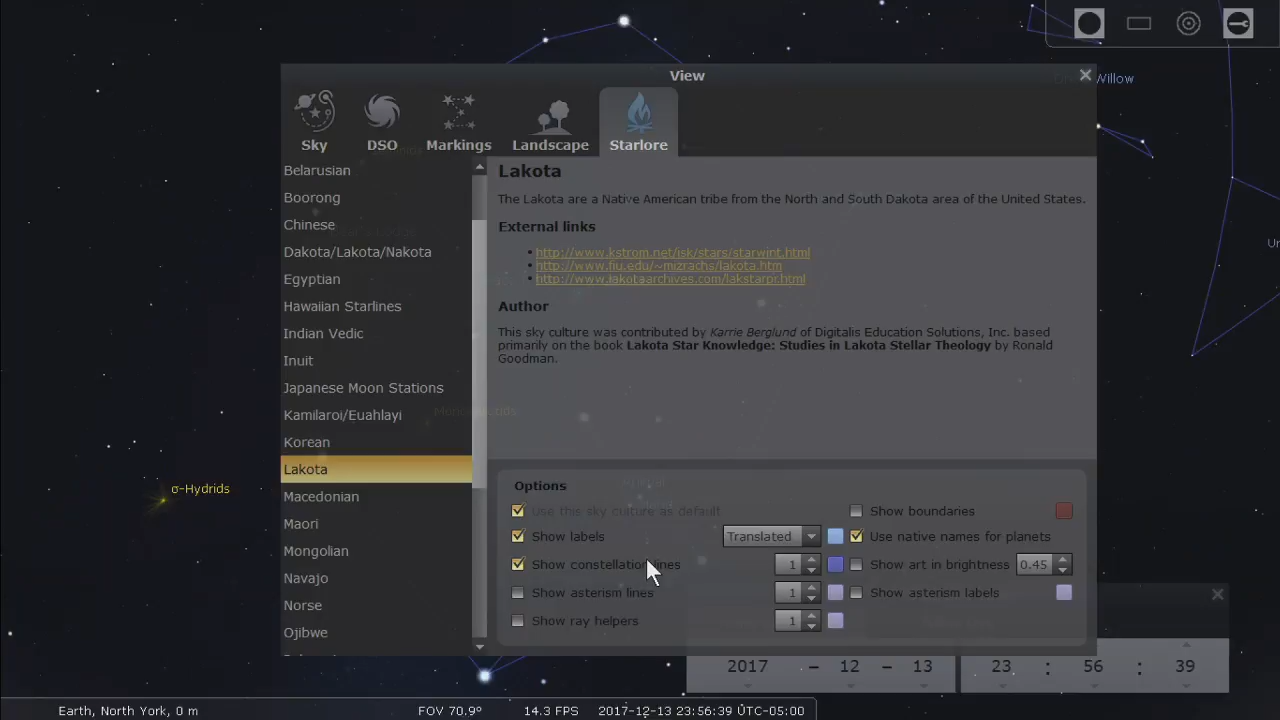 View
Willow
Sky
DSO
Markings
Landscape
Starlore
Belarusian
Boorong
Chinese
Dakota/Lakota/Nakota
Egyptian
Hawaiian Starlines
Indian Vedic
Inuit
Japanese Moon Stations
Kamilaroi/Euahlayi
Korean
Lakota
Macedonian
Maori
Mongolian
Navajo
Norse
Ojibwe
Lakota
The Lakota are a Native American tribe from the North and South Dakota area of the United States.
External links
http://www.kstrom.net/isk/stars/starwint.html
http://www.fiu.edu/~mizrachs/lakota.htm
http://www.lakotaarchives.com/lakstarpr.html
Author
This sky culture was contributed by Karrie Berglund of Digitalis Education Solutions, Inc. based
primarily on the book Lakota Star Knowledge: Studies in Lakota Stellar Theology by Ronald
Goodman.
Options
Use this sky culture as default
Show boundaries
Show labels
Translated
Use native names for planets
Show constellation lines
1
Show art in brightness
0.45
Show asterism lines
1
Show asterism labels
Show ray helpers
1
σ-Hydrids
2017 - 12 - 13
23 : 56 : 39
Earth, North York, 0 m
FOV 70.9°
14.3 FPS
2017-12-13 23:56:39 UTC-05:00